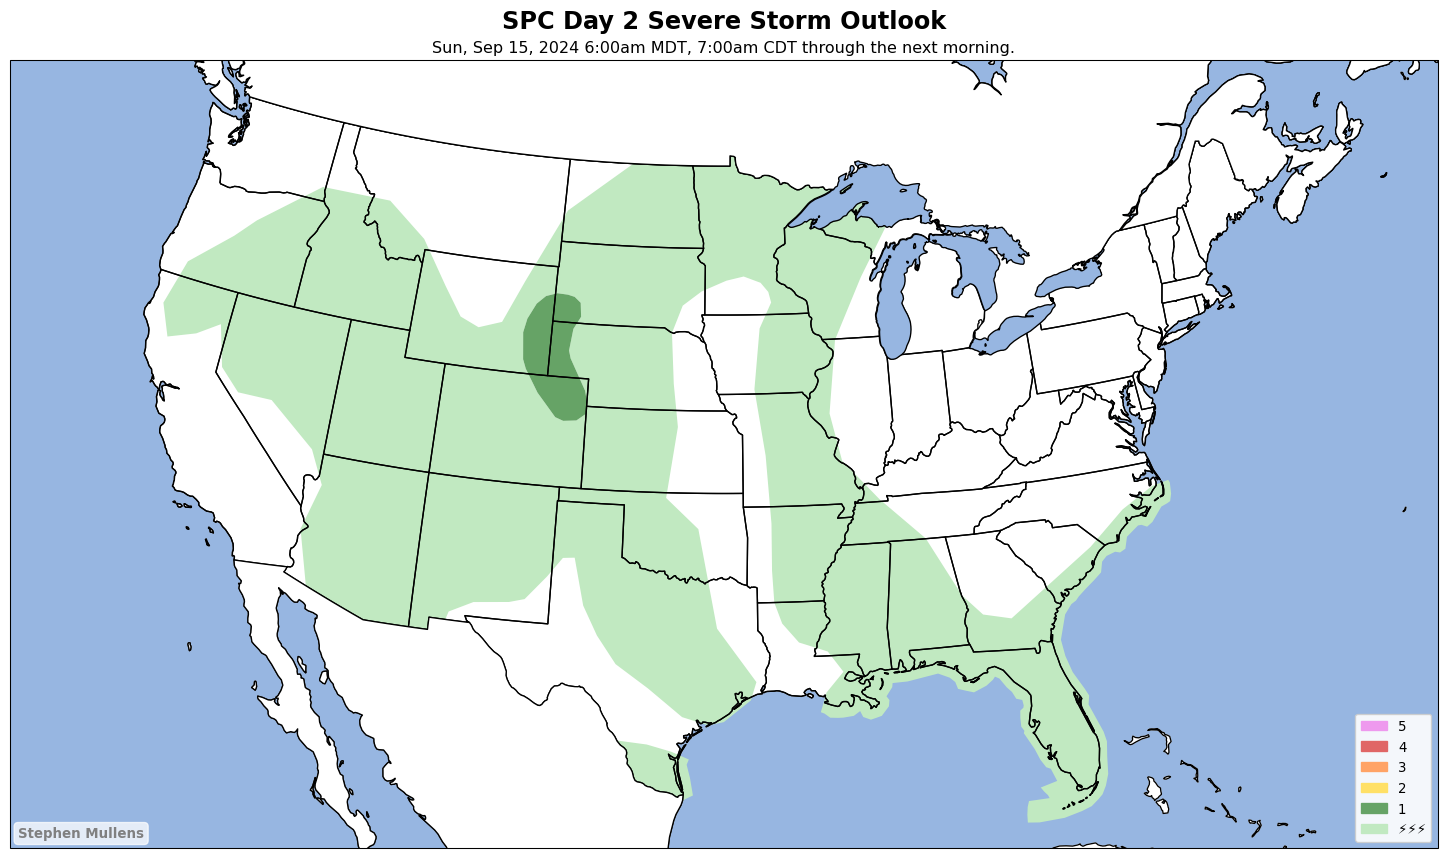 SPC Day 2 Severe Storm Outlook
Sun, Sep 15, 2024 6:00am MDT, 7:00am CDT through the next morning.
5
4
3
2
1
⚡⚡⚡
Stephen Mullens